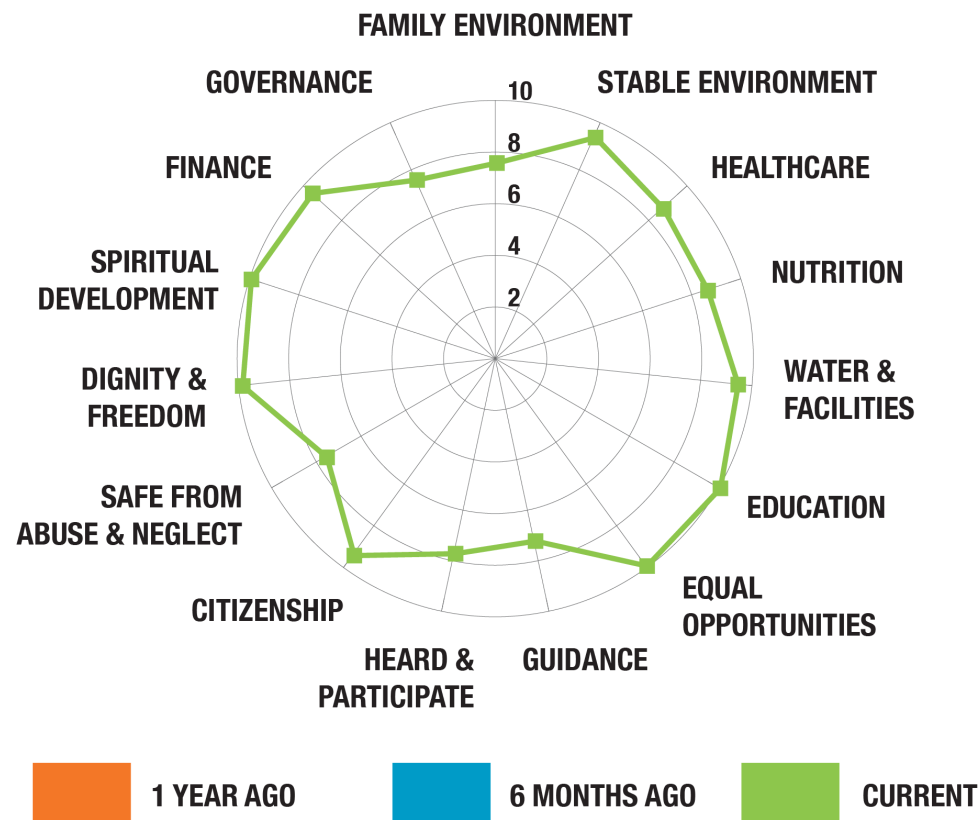 FAMILY ENVIRONMENT
GOVERNANCE
10
STABLE ENVIRONMENT
8
FINANCE
HEALTHCARE
6
SPIRITUAL
DEVELOPMENT
4
NUTRITION
2
DIGNITY &
FREEDOM
WATER &
FACILITIES
SAFE FROM
ABUSE & NEGLECT
EDUCATION
CITIZENSHIP
EQUAL
OPPORTUNITIES
HEARD &
PARTICIPATE
GUIDANCE
1 YEAR AGO
6 MONTHS AGO
CURRENT